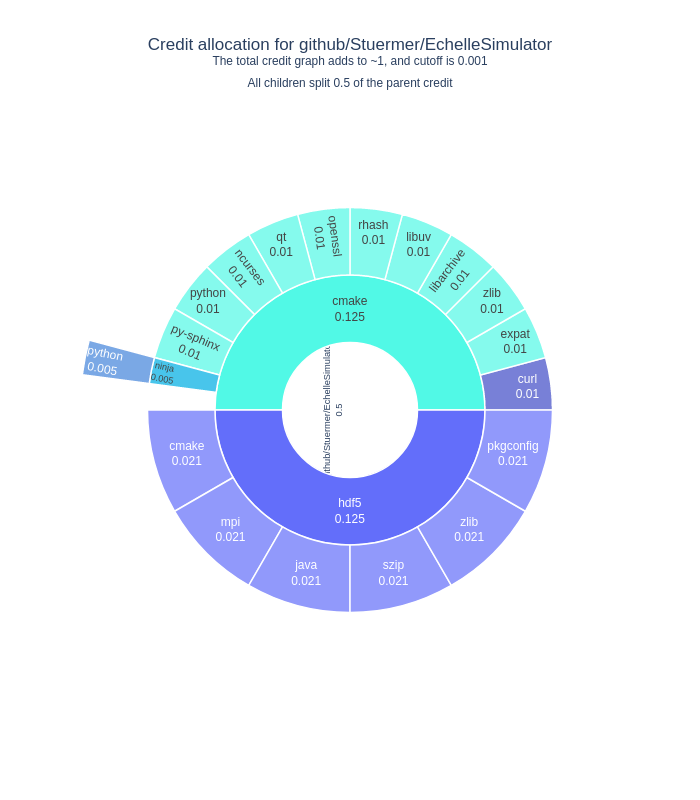 Credit allocation for github/Stuermer/EchelleSimulator
The total credit graph adds to ~1, and cutoff is 0.001
All children split 0.5 of the parent credit
openssl
0.01
rhash
0.01
qt
0.01
libuv
0.01
ncurses
0.01
libarchive
0.01
python
0.01
zlib
0.01
cmake
0.125
py-sphinx
0.01
expat
0.01
python
0.005
ninja
0.005
curl
0.01
thub/Stuermer/EchelleSimulato
0.5
cmake
0.021
pkgconfig
0.021
hdf5
0.125
mpi
0.021
zlib
0.021
java
0.021
szip
0.021